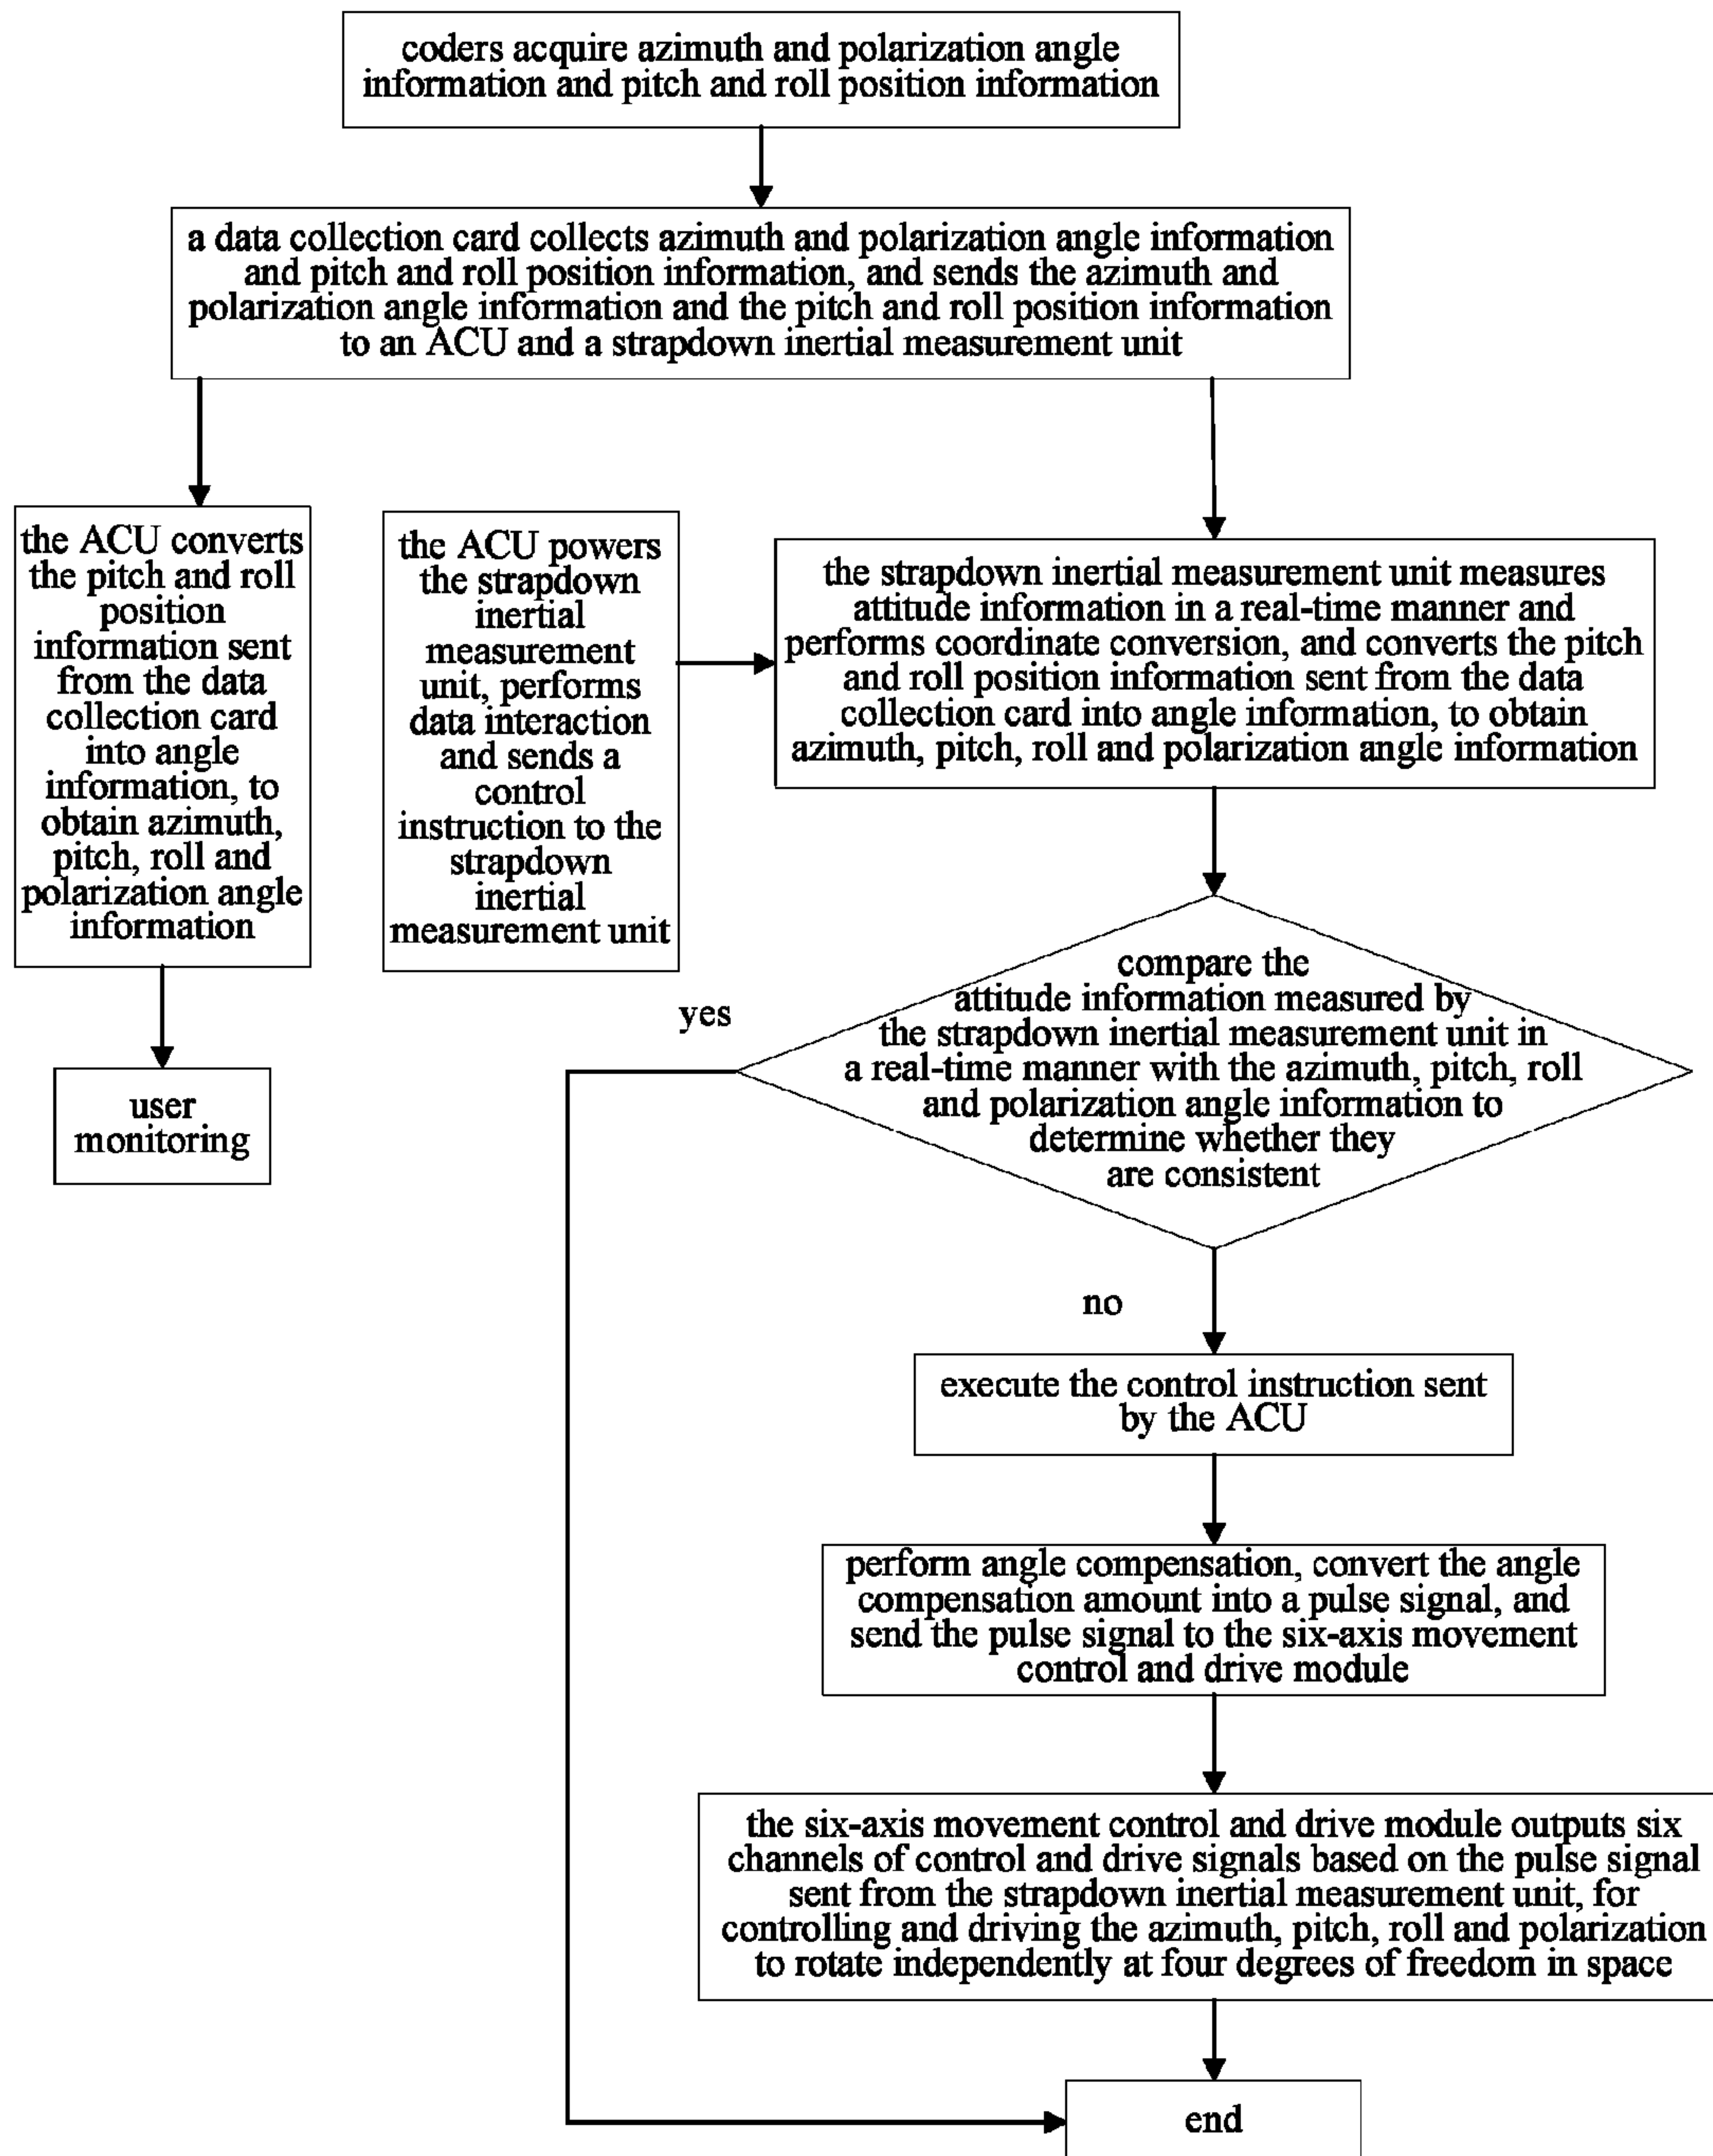 coders acquire azimuth and polarization angle
information and pitch and roll position information
a data collection card collects azimuth and polarization angle information
and pitch and roll position information, and sends the azimuth and
polarization angle information and the pitch and roll position information
to an ACU and a strapdown inertial measurement unit
the ACU converts
the pitch and roll
position
information sent
from the data
collection card
into angle
information, to
obtain azimuth,
pitch, roll and
polarization angle
information
the ACU powers
the strapdown
inertial
measurement
unit, performs
data interaction
and sends a
control
instruction to the
strapdown
inertial
measurement unit
the strapdown inertial measurement unit measures
attitude information in a real-time manner and
performs coordinate conversion, and converts the pitch
and roll position information sent from the data
collection card into angle information, to obtain
azimuth, pitch, roll and polarization angle information
user
monitoring
yes
compare the
attitude information measured by
the strapdown inertial measurement unit in
a real-time manner with the azimuth, pitch, roll
and polarization angle information to
determine whether they
are consistent
no
execute the control instruction sent
by the ACU
perform angle compensation, convert the angle
compensation amount into a pulse signal, and
send the pulse signal to the six-axis movement
control and drive module
the six-axis movement control and drive module outputs six
channels of control and drive signals based on the pulse signal
sent from the strapdown inertial measurement unit, for
controlling and driving the azimuth, pitch, roll and polarization
to rotate independently at four degrees of freedom in space
end